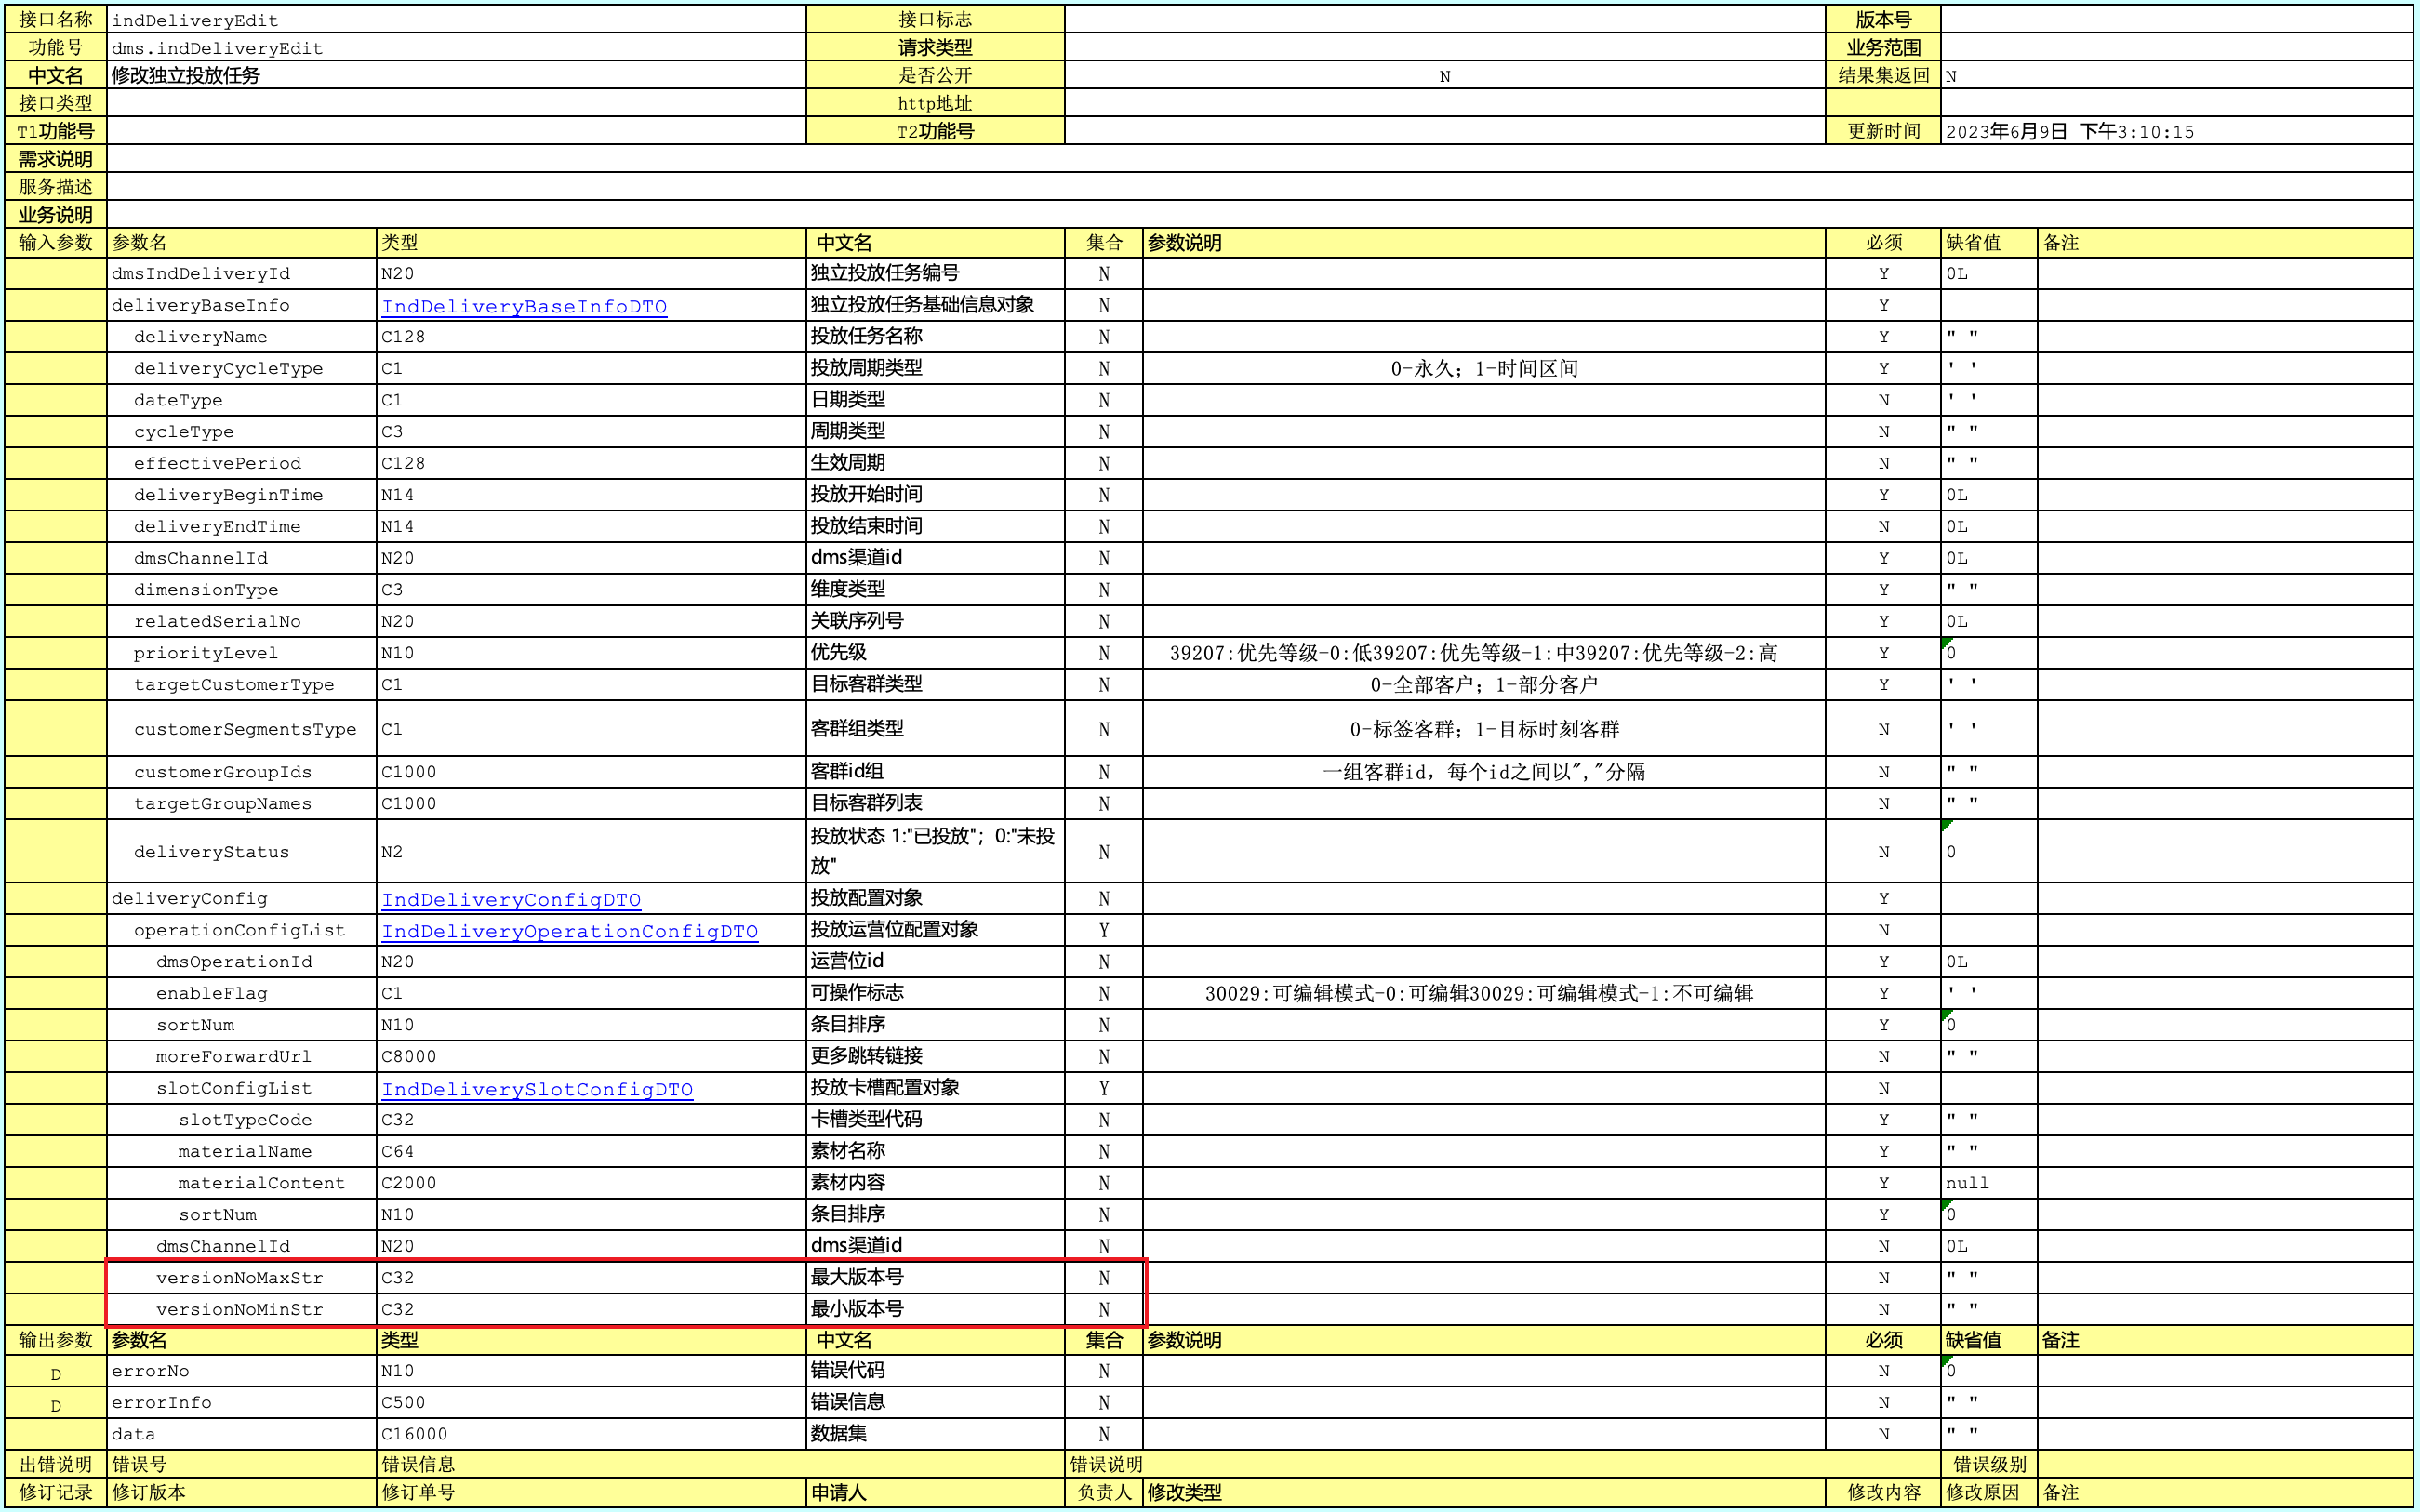 接口名称 indDeliveryEdit 接口标志 版本号
功能号 dms.indDeliveryEdit 请求类型 业务范围
中文名 修改独立投放任务 是否公开 N 结果集返回 N
接口类型 http地址
T1功能号 T2功能号 更新时间 2023年6月9日 下午3:10:15
需求说明
服务描述
业务说明
输入参数 参数名 类型 中文名 集合 参数说明 必须 缺省值 备注
dmsIndDeliveryId N20 独立投放任务编号 N Y 0L
deliveryBaseInfo IndDeliveryBaseInfoDTO 独立投放任务基础信息对象 N Y
deliveryName C128 投放任务名称 N Y " "
deliveryCycleType C1 投放周期类型 N 0-永久；1-时间区间 Y ' '
dateType C1 日期类型 N N ' '
cycleType C3 周期类型 N N " "
effectivePeriod C128 生效周期 N N " "
deliveryBeginTime N14 投放开始时间 N Y 0L
deliveryEndTime N14 投放结束时间 N N 0L
dmsChannelId N20 dms渠道id N Y 0L
dimensionType C3 维度类型 N Y " "
relatedSerialNo N20 关联序列号 N Y 0L
priorityLevel N10 优先级 N 39207:优先等级-0:低39207:优先等级-1:中39207:优先等级-2:高 Y 0
targetCustomerType C1 目标客群类型 N 0-全部客户；1-部分客户 Y ' '
customerSegmentsType C1 客群组类型 N 0-标签客群；1-目标时刻客群 N ' '
customerGroupIds C1000 客群id组 N 一组客群id，每个id之间以","分隔 N " "
targetGroupNames C1000 目标客群列表 N N " "
deliveryStatus N2 投放状态 1:"已投放"；0:"未投放" N N 0
deliveryConfig IndDeliveryConfigDTO 投放配置对象 N Y
operationConfigList IndDeliveryOperationConfigDTO 投放运营位配置对象 Y N
dmsOperationId N20 运营位id N Y 0L
enableFlag C1 可操作标志 N 30029:可编辑模式-0:可编辑30029:可编辑模式-1:不可编辑 Y ' '
sortNum N10 条目排序 N Y 0
moreForwardUrl C8000 更多跳转链接 N N " "
slotConfigList IndDeliverySlotConfigDTO 投放卡槽配置对象 Y N
slotTypeCode C32 卡槽类型代码 N Y " "
materialName C64 素材名称 N Y " "
materialContent C2000 素材内容 N Y null
sortNum N10 条目排序 N Y 0
dmsChannelId N20 dms渠道id N N 0L
versionNoMaxStr C32 最大版本号 N N " "
versionNoMinStr C32 最小版本号 N N " "
输出参数 参数名 类型 中文名 集合 参数说明 必须 缺省值 备注
D errorNo N10 错误代码 N N 0
D errorInfo C500 错误信息 N N " "
data C16000 数据集 N N " "
出错说明 错误号 错误信息 错误说明 错误级别
修订记录 修订版本 修订单号 申请人 负责人 修改类型 修改内容 修改原因 备注